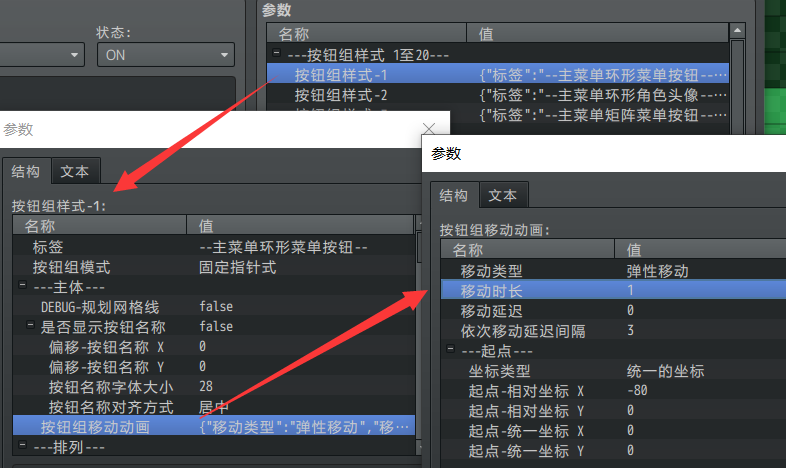 参数
状态:
ON
名称 值
---按钮组样式 1至20---
按钮组样式-1 {"标签":"--主菜单环形菜单按钮--…
按钮组样式-2 {"标签":"--主菜单环形角色头像--…
{"标签":"--主菜单矩阵菜单按钮--…
参数
结构 文本
按钮组样式-1:
名称 值
标签 --主菜单环形菜单按钮--
按钮组模式 固定指针式
---主体---
DEBUG-规划网格线 false
是否显示按钮名称 false
偏移-按钮名称 X 0
偏移-按钮名称 Y 0
按钮名称字体大小 28
按钮名称对齐方式 居中
按钮组移动动画 {"移动类型":"弹性移动","移…
---排列---
参数
结构 文本
按钮组移动动画:
名称 值
移动类型 弹性移动
移动时长 1
移动延迟 0
依次移动延迟间隔 3
---起点---
坐标类型 统一的坐标
起点-相对坐标 X -80
起点-相对坐标 Y 0
起点-统一坐标 X 0
起点-统一坐标 Y 0